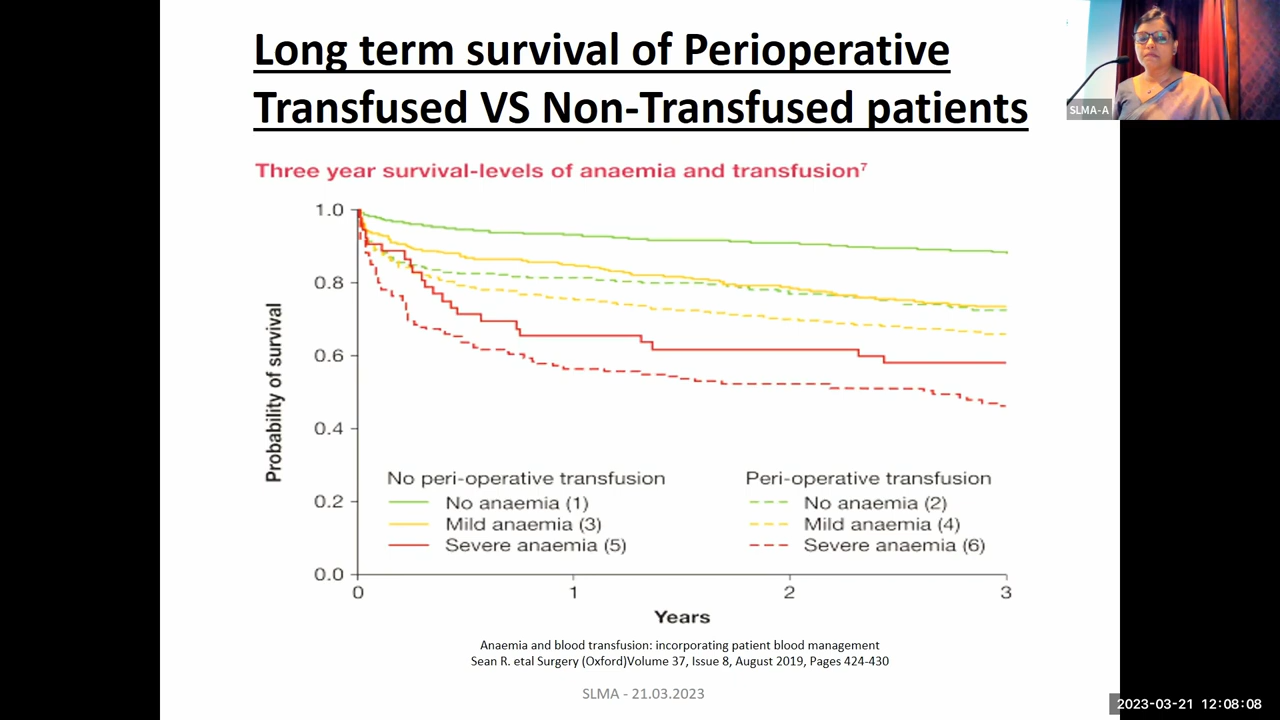 Long term survival of Perioperative
Transfused VS Non-Transfused patients
SLMA-A
Three year survival-levels of anaemia and transfusion⁷
1.0
0.8
0.6
0.4
0.2
0.0
Probability of survival
No peri-operative transfusion
No anaemia (1)
Mild anaemia (3)
Severe anaemia (5)
Peri-operative transfusion
No anaemia (2)
Mild anaemia (4)
Severe anaemia (6)
0 1 2 3
Years
Anaemia and blood transfusion: incorporating patient blood management
Sean R. etal Surgery (Oxford)Volume 37, Issue 8, August 2019, Pages 424-430
SLMA - 21.03.2023
2023-03-21 12:08:08